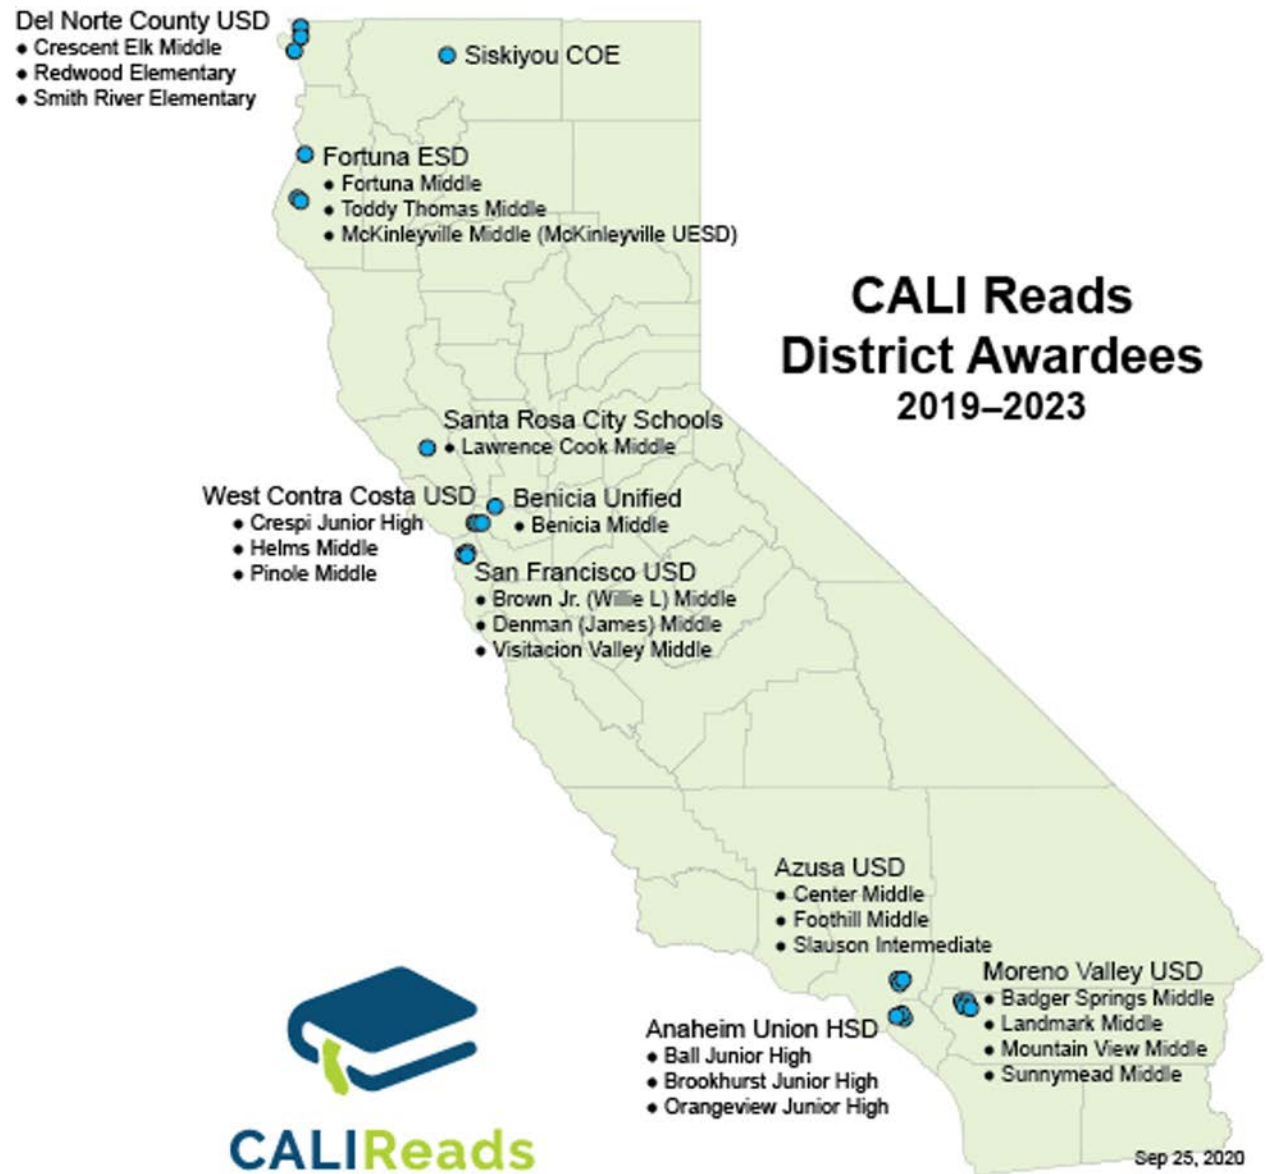 Del Norte County USD
• Crescent Elk Middle
• Redwood Elementary
• Smith River Elementary
Siskiyou COE
Fortuna ESD
• Fortuna Middle
• Toddy Thomas Middle
• McKinleyville Middle (McKinleyville UESD)
CALI Reads
District Awardees
2019–2023
Santa Rosa City Schools
• Lawrence Cook Middle
West Contra Costa USD
• Crespi Junior High
• Helms Middle
• Pinole Middle
Benicia Unified
• Benicia Middle
San Francisco USD
• Brown Jr. (Willie L) Middle
• Denman (James) Middle
• Visitacion Valley Middle
Azusa USD
• Center Middle
• Foothill Middle
• Slauson Intermediate
Moreno Valley USD
• Badger Springs Middle
• Landmark Middle
• Mountain View Middle
• Sunnymead Middle
Anaheim Union HSD
• Ball Junior High
• Brookhurst Junior High
• Orangeview Junior High
CALIReads
Sep 25, 2020